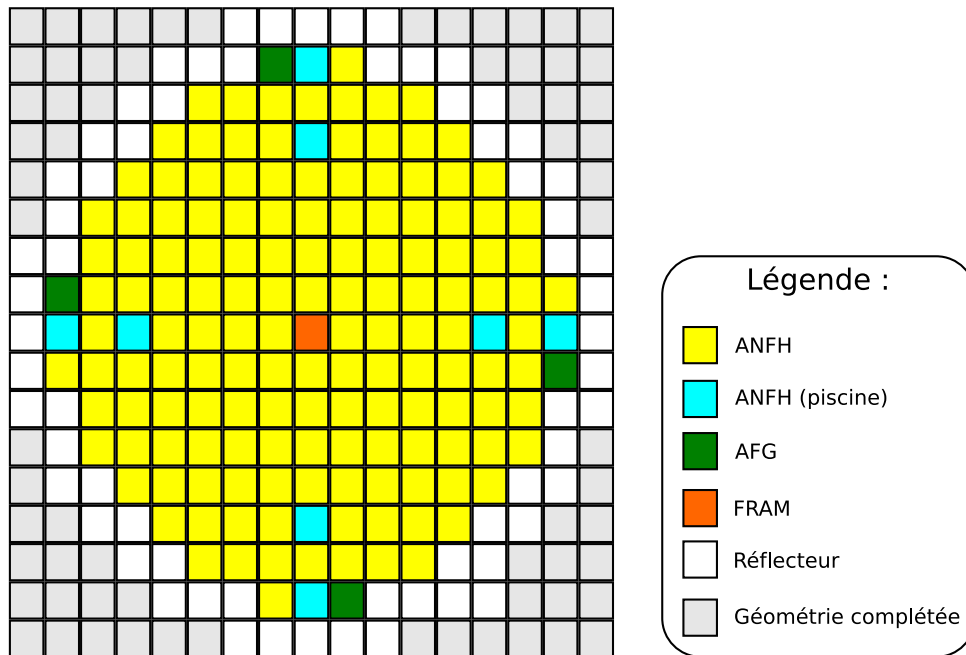 Légende :
ANFH
ANFH (piscine)
AFG
FRAM
Réflecteur
Géométrie complétée